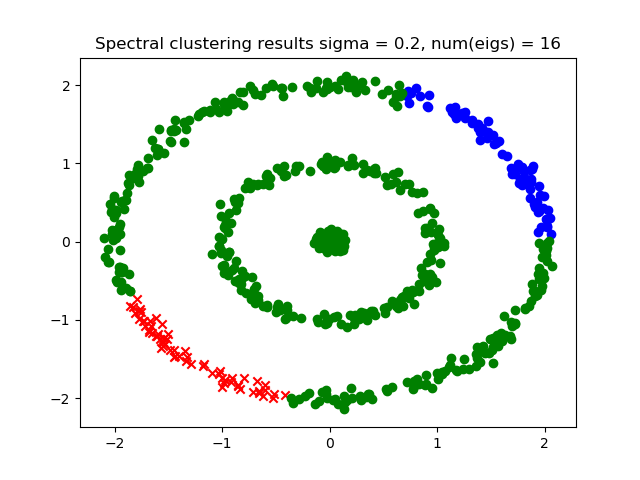 Spectral clustering results sigma = 0.2, num(eigs) = 16
2
1
0
−1
−2
−2 −1 0 1 2